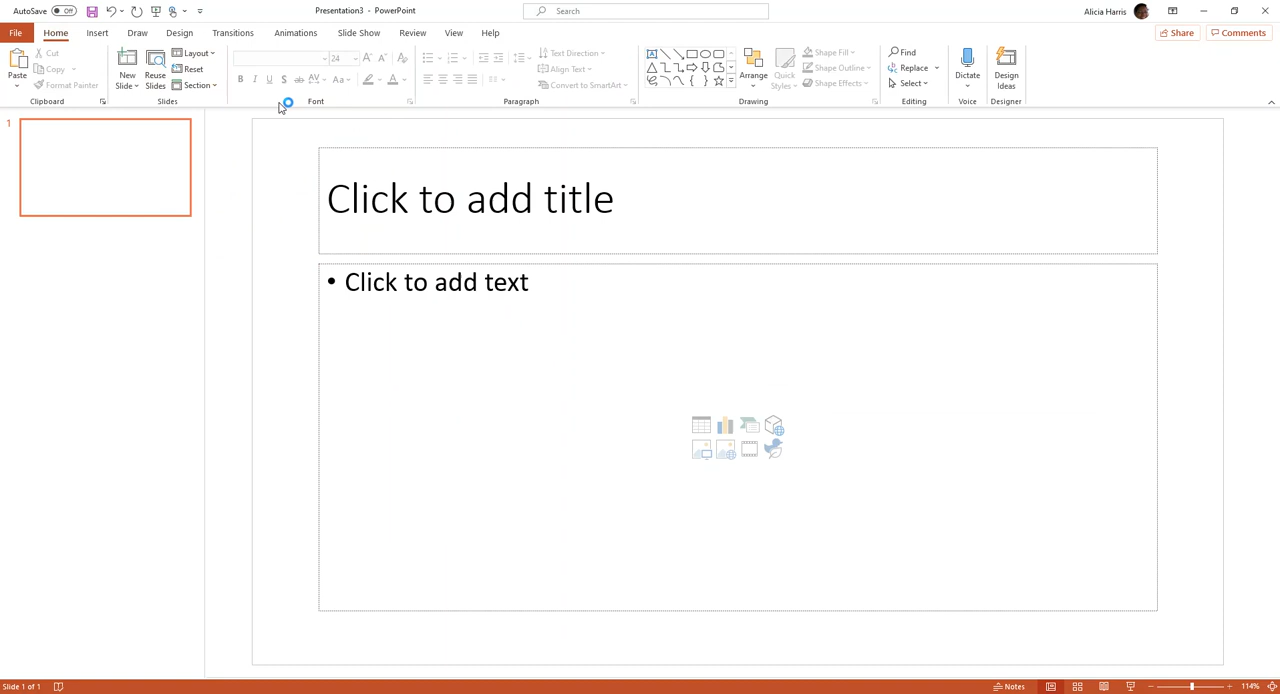 AutoSave Off Presentation3 - PowerPoint Search Alicia Harris
File Home Insert Draw Design Transitions Animations Slide Show Review View Help Share Comments
Paste Cut Copy Format Painter Clipboard
New Slide Reuse Slides Layout Reset Section Slides
24 A A A B I U S ab AV Aa A Font
Text Direction Align Text Convert to SmartArt Paragraph
Arrange Quick Styles Shape Fill Shape Outline Shape Effects Drawing
Find Replace Select Editing
Dictate Voice
Design Ideas Designer
1
Click to add title
• Click to add text
Slide 1 of 1 Notes 114%